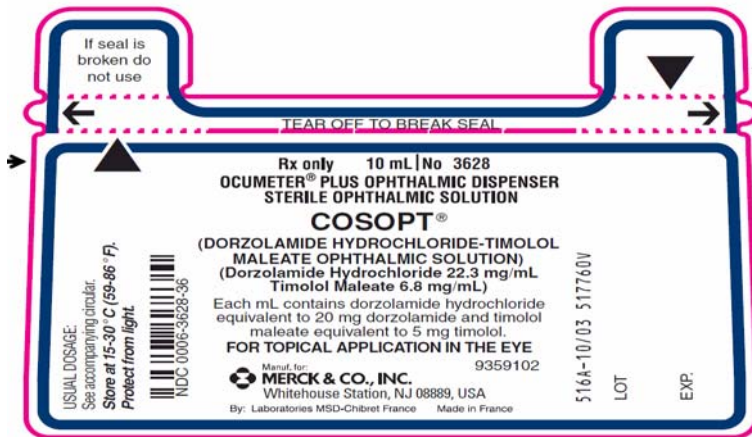 If seal is
broken do
not use
TEAR OFF TO BREAK SEAL
Rx only 10 mL | No 3628
OCUMETER® PLUS OPHTHALMIC DISPENSER
STERILE OPHTHALMIC SOLUTION
COSOPT®
(DORZOLAMIDE HYDROCHLORIDE-TIMOLOL
MALEATE OPHTHALMIC SOLUTION)
(Dorzolamide Hydrochloride 22.3 mg/mL
Timolol Maleate 6.8 mg/mL)
Each mL contains dorzolamide hydrochloride
equivalent to 20 mg dorzolamide and timolol
maleate equivalent to 5 mg timolol.
FOR TOPICAL APPLICATION IN THE EYE
Manuf. for: 9359102
MERCK & CO., INC.
Whitehouse Station, NJ 08889, USA
By: Laboratories MSD-Chibret France Made in France
USUAL DOSAGE:
See accompanying circular.
Store at 15-30°C (59-86°F).
Protect from light.
NDC 0006-3628-36
516A-10/03 517760V
LOT
EXP.